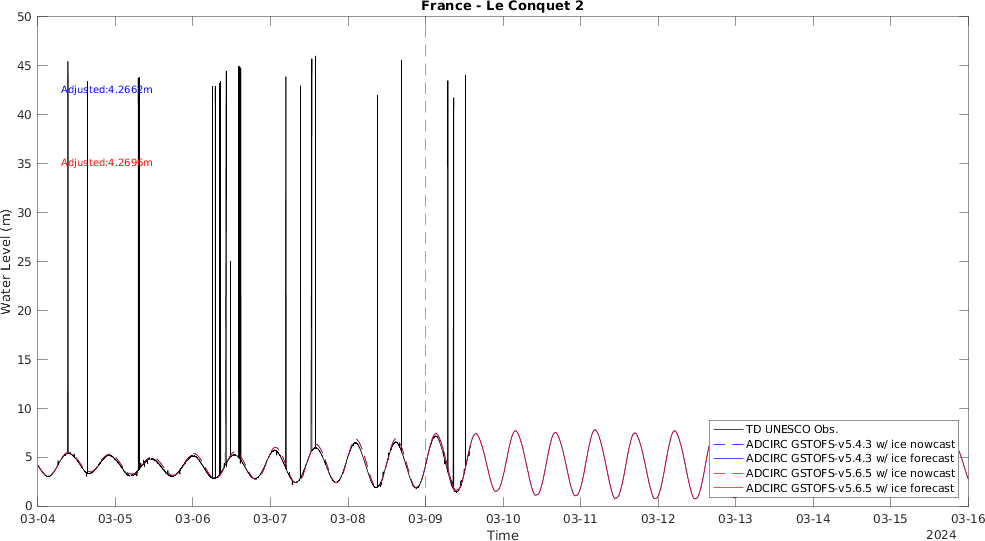 France - Le Conquet 2
50
45
40
35
30
25
20
15
10
5
0
Water Level (m)
Adjusted:4.2662m
Adjusted:4.2696m
TD UNESCO Obs.
ADCIRC GSTOFS-v5.4.3 w/ ice nowcast
ADCIRC GSTOFS-v5.4.3 w/ ice forecast
ADCIRC GSTOFS-v5.6.5 w/ ice nowcast
ADCIRC GSTOFS-v5.6.5 w/ ice forecast
03-04 03-05 03-06 03-07 03-08 03-09 03-10 03-11 03-12 03-13 03-14 03-15 03-16
Time
2024